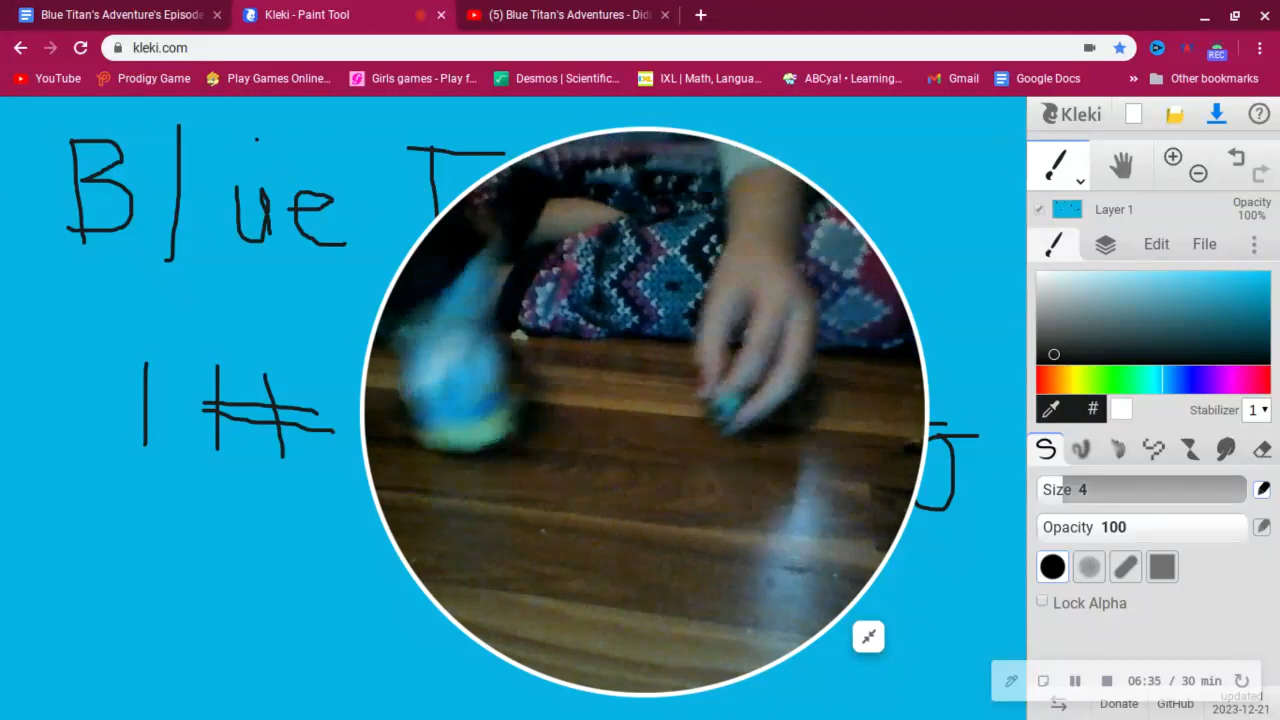 Blue Titan's Adventure's Episode
Kleki - Paint Tool
(5) Blue Titan's Adventures - Did
kleki.com
REC
YouTube
Prodigy Game
Play Games Online...
Girls games - Play f...
Desmos | Scientific...
IXL | Math, Langua...
ABCya! • Learning...
Gmail
Google Docs
»
Other bookmarks
Kleki
Blue T
Layer 1
Opacity
100%
Edit
File
#
Stabilizer
1
Size 4
Opacity 100
Lock Alpha
06:35 / 30 min
Donate
GitHub
updated
2023-12-21